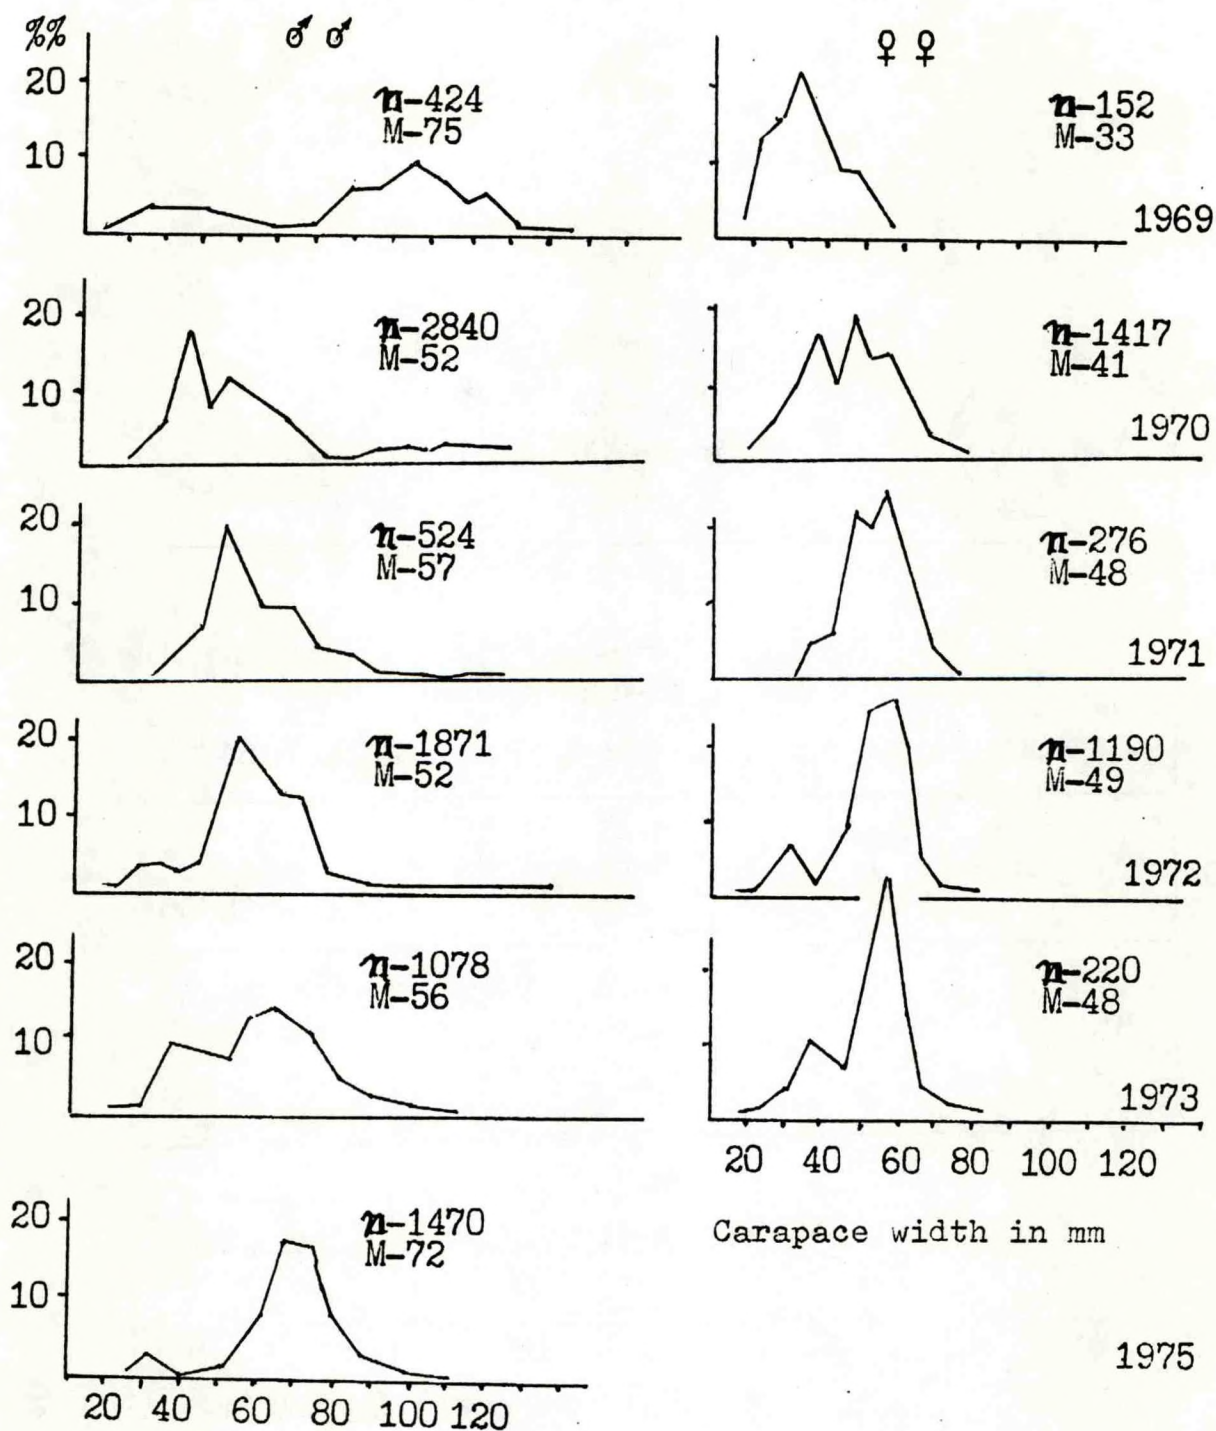 %% ♂ ♂ ♀ ♀
20
10
n-424
M-75
n-152
M-33
1969
20
10
n-2840
M-52
n-1417
M-41
1970
20
10
n-524
M-57
n-276
M-48
1971
20
10
n-1871
M-52
n-1190
M-49
1972
20
10
n-1078
M-56
n-220
M-48
1973
20 40 60 80 100 120
Carapace width in mm
20
10
n-1470
M-72
1975
20 40 60 80 100 120